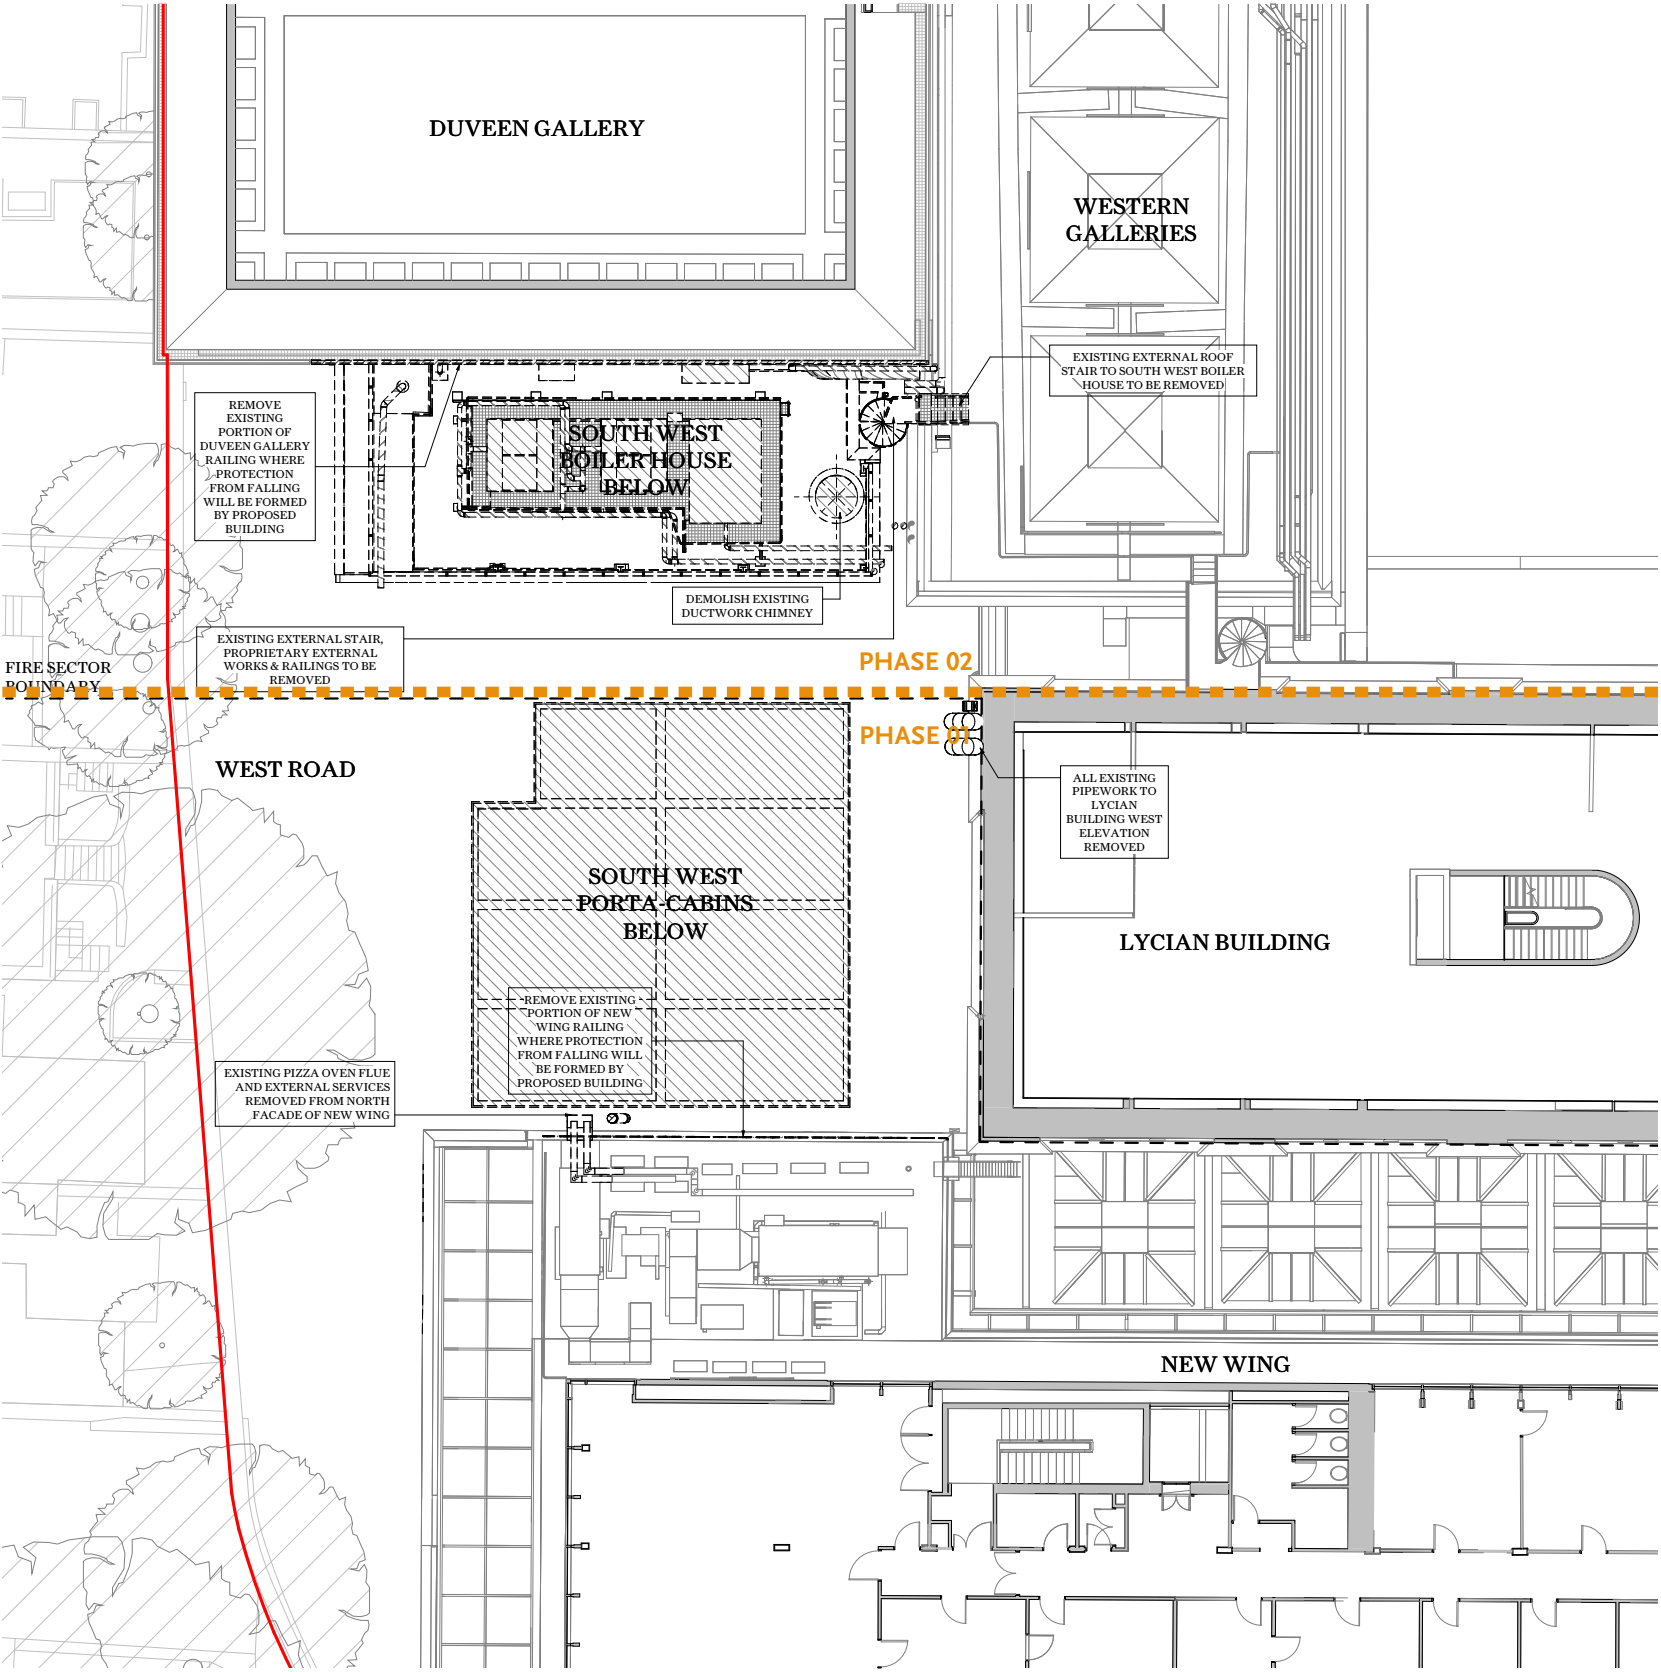 DUVEEN GALLERY
WESTERN
GALLERIES
EXISTING EXTERNAL ROOF
STAIR TO SOUTH WEST BOILER
HOUSE TO BE REMOVED
REMOVE
EXISTING
PORTION OF
DUVEEN GALLERY
RAILING WHERE
PROTECTION
FROM FALLING
WILL BE FORMED
BY PROPOSED
BUILDING
SOUTH WEST
BOILER HOUSE
BELOW
DEMOLISH EXISTING
DUCTWORK CHIMNEY
EXISTING EXTERNAL STAIR,
PROPRIETARY EXTERNAL
WORKS & RAILINGS TO BE
REMOVED
FIRE SECTOR
BOUNDARY
PHASE 02
PHASE 01
WEST ROAD
ALL EXISTING
PIPEWORK TO
LYCIAN
BUILDING WEST
ELEVATION
REMOVED
SOUTH WEST
PORTA-CABINS
BELOW
LYCIAN BUILDING
REMOVE EXISTING
PORTION OF NEW
WING RAILING
WHERE PROTECTION
FROM FALLING WILL
BE FORMED BY
PROPOSED BUILDING
EXISTING PIZZA OVEN FLUE
AND EXTERNAL SERVICES
REMOVED FROM NORTH
FACADE OF NEW WING
NEW WING